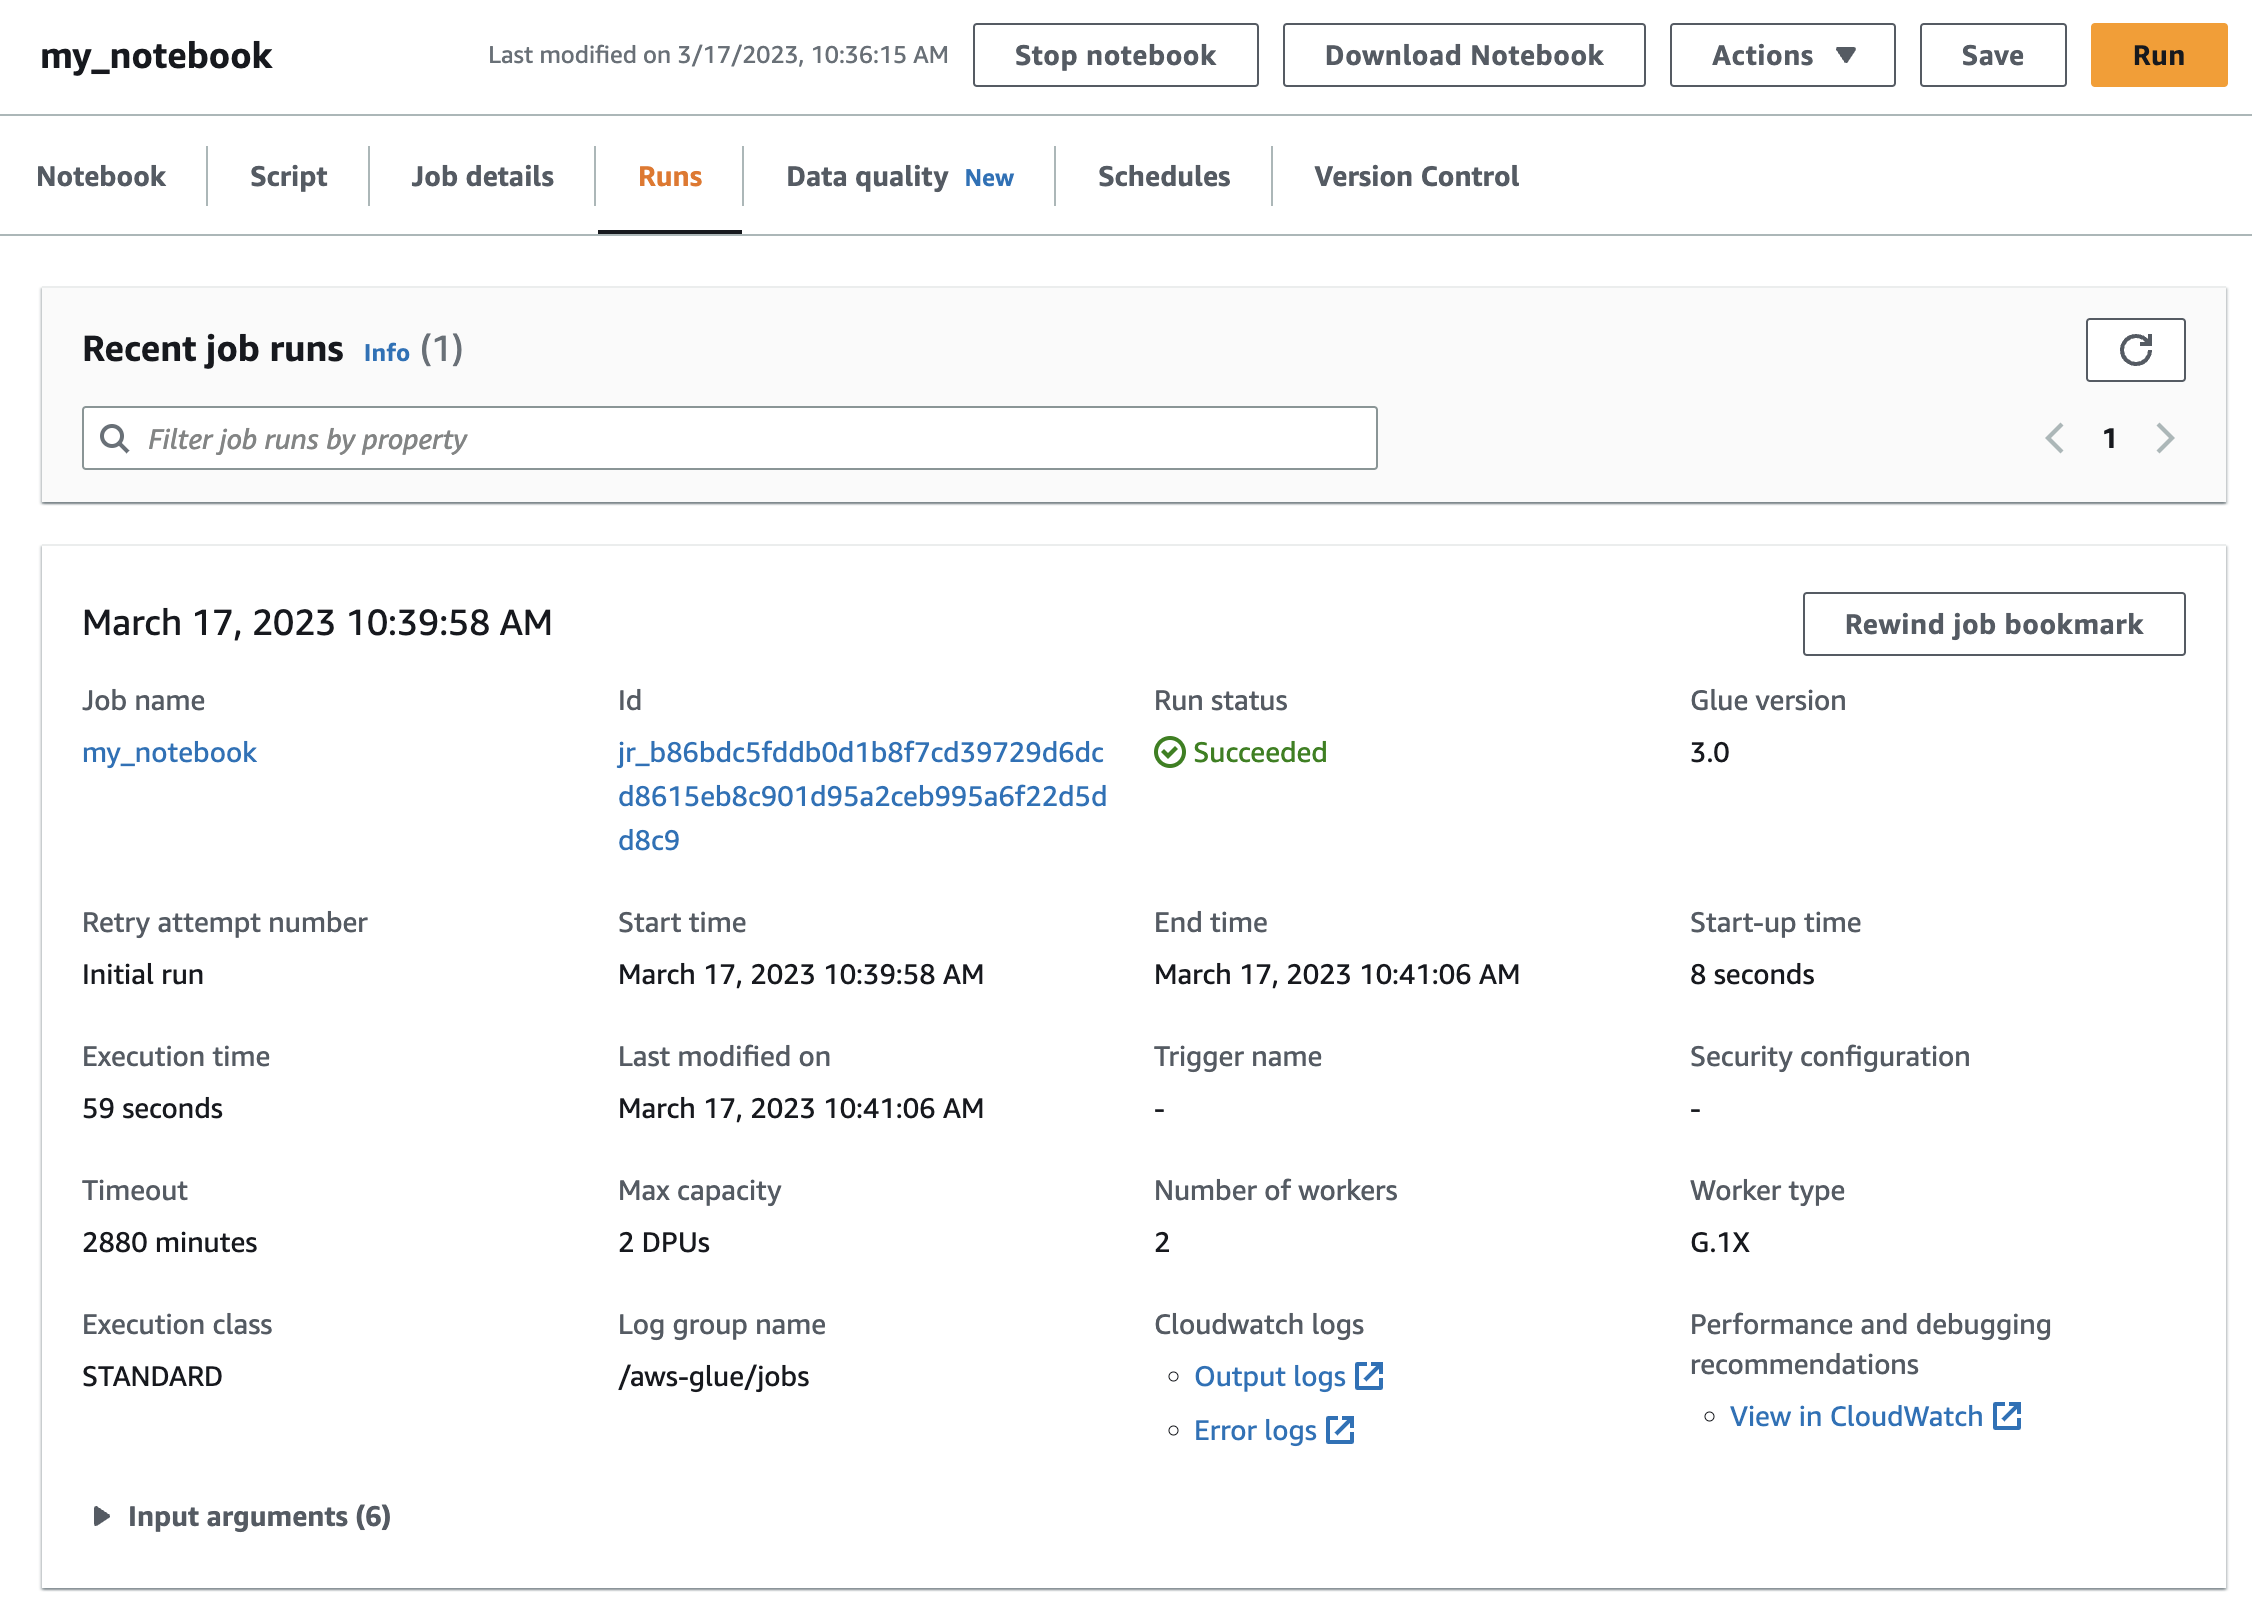 my_notebook
Last modified on 3/17/2023, 10:36:15 AM
Stop notebook
Download Notebook
Actions
Save
Run
Notebook
Script
Job details
Runs
Data quality New
Schedules
Version Control
Recent job runs Info (1)
Filter job runs by property
1
March 17, 2023 10:39:58 AM
Rewind job bookmark
Job name
my_notebook
Id
jr_b86bdc5fddb0d1b8f7cd39729d6dc
d8615eb8c901d95a2ceb995a6f22d5d
d8c9
Run status
Succeeded
Glue version
3.0
Retry attempt number
Initial run
Start time
March 17, 2023 10:39:58 AM
End time
March 17, 2023 10:41:06 AM
Start-up time
8 seconds
Execution time
59 seconds
Last modified on
March 17, 2023 10:41:06 AM
Trigger name
-
Security configuration
-
Timeout
2880 minutes
Max capacity
2 DPUs
Number of workers
2
Worker type
G.1X
Execution class
STANDARD
Log group name
/aws-glue/jobs
Cloudwatch logs
Output logs
Error logs
Performance and debugging
recommendations
View in CloudWatch
Input arguments (6)